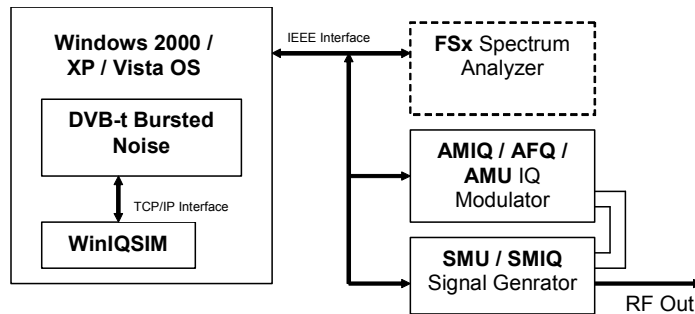 Windows 2000 /
XP / Vista OS
DVB-t Bursted
Noise
TCP/IP Interface
WinIQSIM
IEEE Interface
FSx Spectrum
Analyzer
AMIQ / AFQ /
AMU IQ
Modulator
SMU / SMIQ
Signal Genrator
RF Out